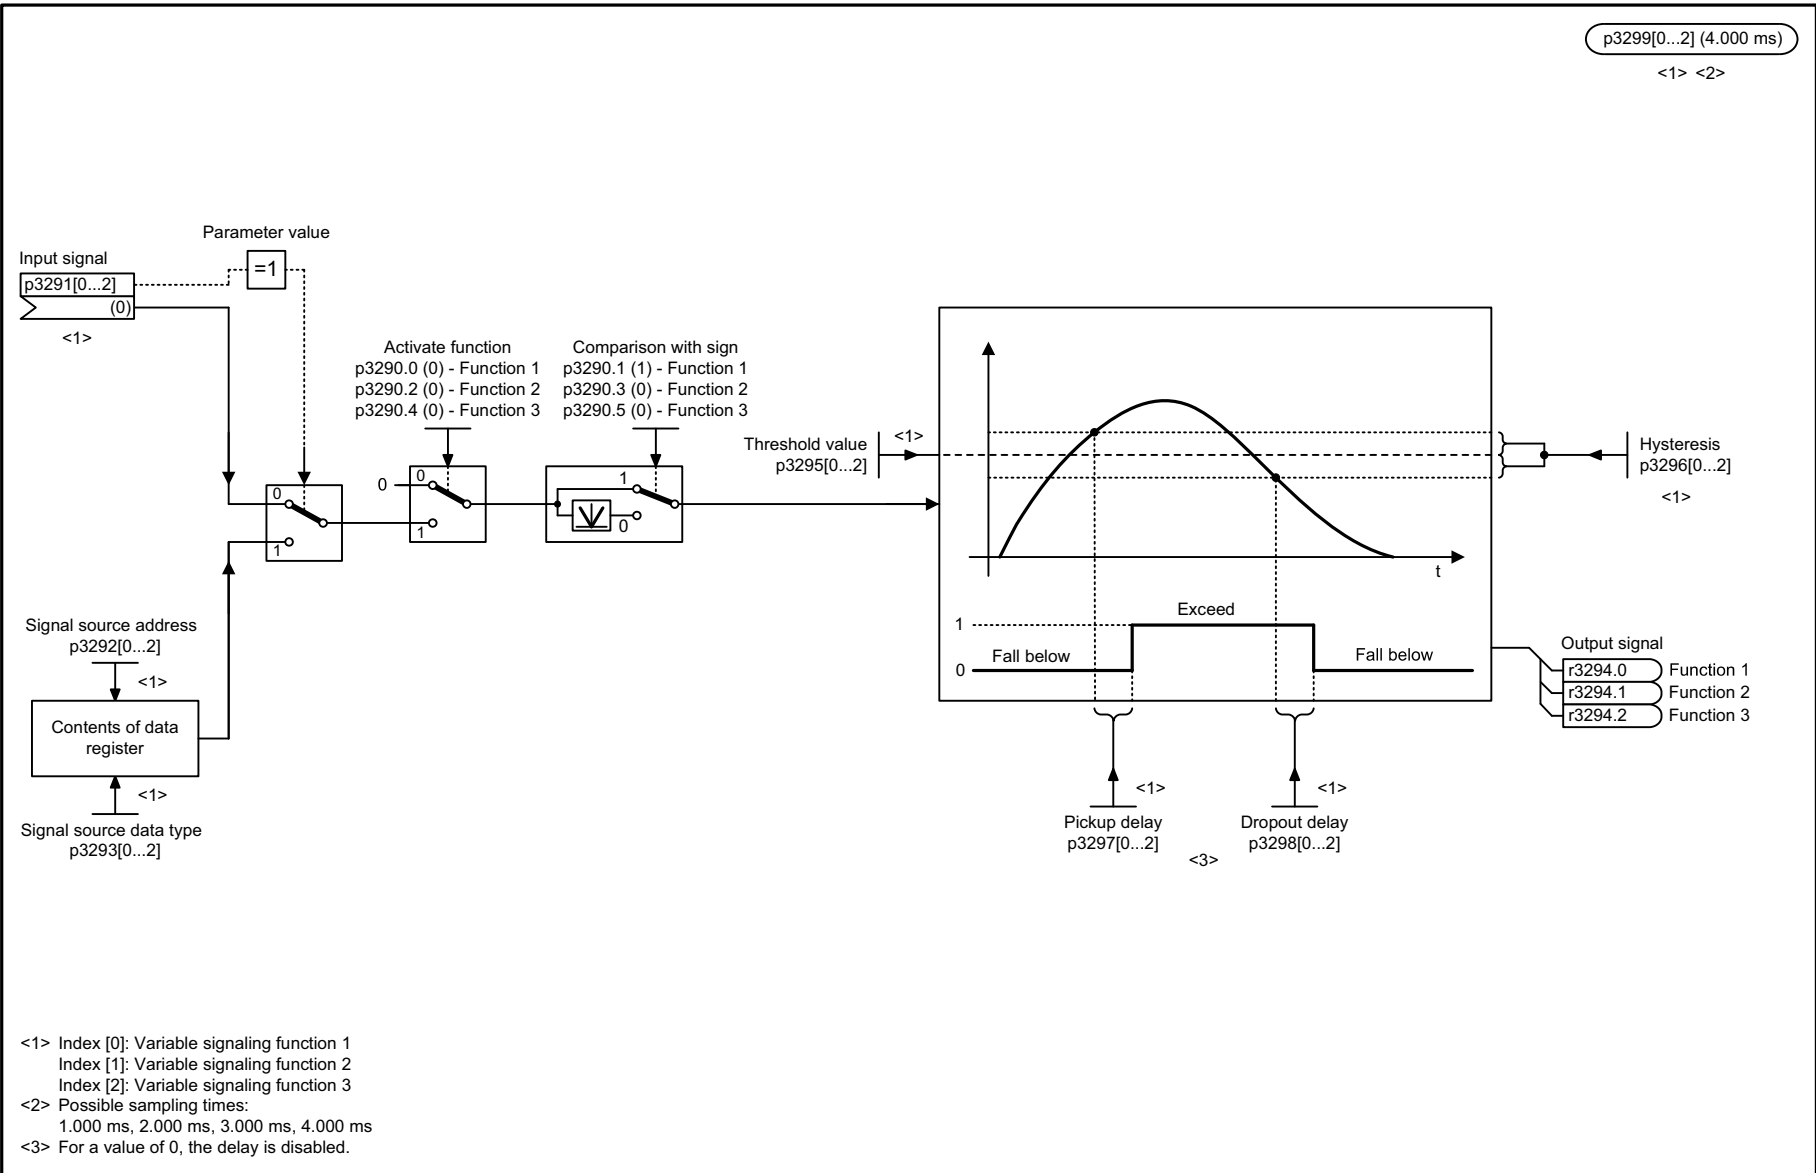 p3299[0...2] (4.000 ms)
<1> <2>
Parameter value
=1
Input signal
p3291[0...2]
(0)
<1>
0
1
Activate function
p3290.0 (0) - Function 1
p3290.2 (0) - Function 2
p3290.4 (0) - Function 3
0
0
1
Comparison with sign
p3290.1 (1) - Function 1
p3290.3 (0) - Function 2
p3290.5 (0) - Function 3
1
0
Threshold value
p3295[0...2]
<1>
Hysteresis
p3296[0...2]
<1>
t
Exceed
1
0
Fall below
Fall below
Output signal
r3294.0 Function 1
r3294.1 Function 2
r3294.2 Function 3
Signal source address
p3292[0...2]
<1>
Contents of data
register
<1>
Signal source data type
p3293[0...2]
<1>
Pickup delay
p3297[0...2]
<1>
Dropout delay
p3298[0...2]
<3>
<1> Index [0]: Variable signaling function 1
Index [1]: Variable signaling function 2
Index [2]: Variable signaling function 3
<2> Possible sampling times:
1.000 ms, 2.000 ms, 3.000 ms, 4.000 ms
<3> For a value of 0, the delay is disabled.